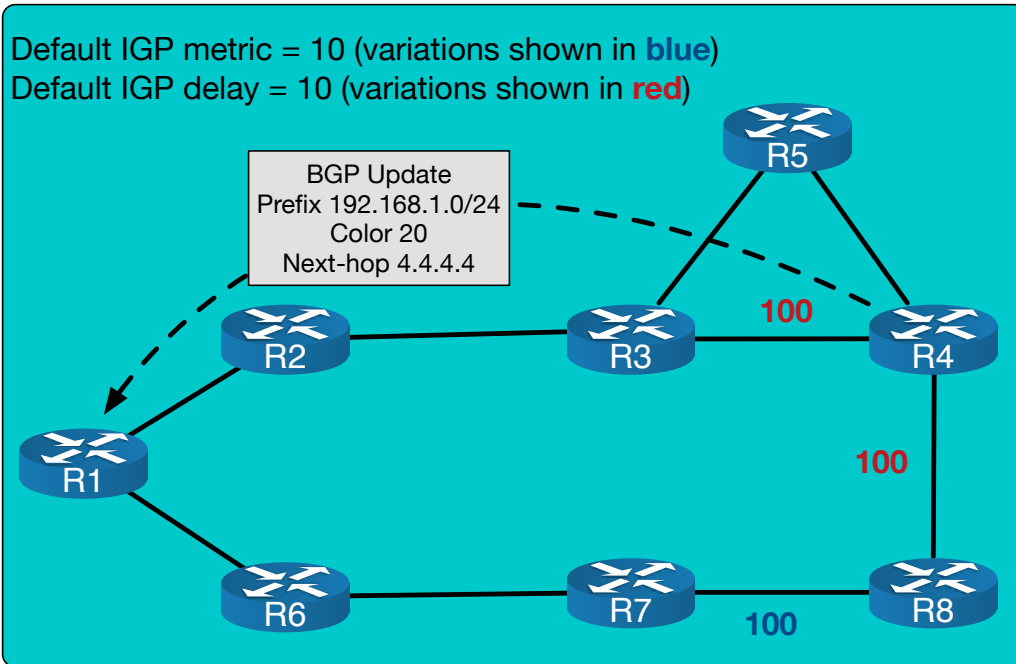 Default IGP metric = 10 (variations shown in blue)
Default IGP delay = 10 (variations shown in red)
R5
BGP Update
Prefix 192.168.1.0/24
Color 20
Next-hop 4.4.4.4
100
R2
R3
R4
100
R1
R6
R7
100
R8